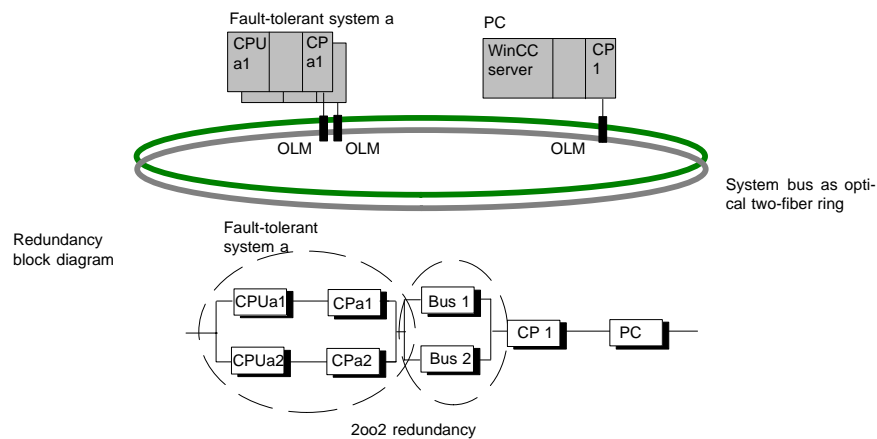 Fault-tolerant system a
PC
CPU
a1
CP
a1
WinCC
server
CP
1
OLM
OLM
OLM
System bus as opti-
cal two-fiber ring
Redundancy
block diagram
Fault-tolerant
system a
CPUa1
CPa1
Bus 1
CP 1
PC
CPUa2
CPa2
Bus 2
2oo2 redundancy